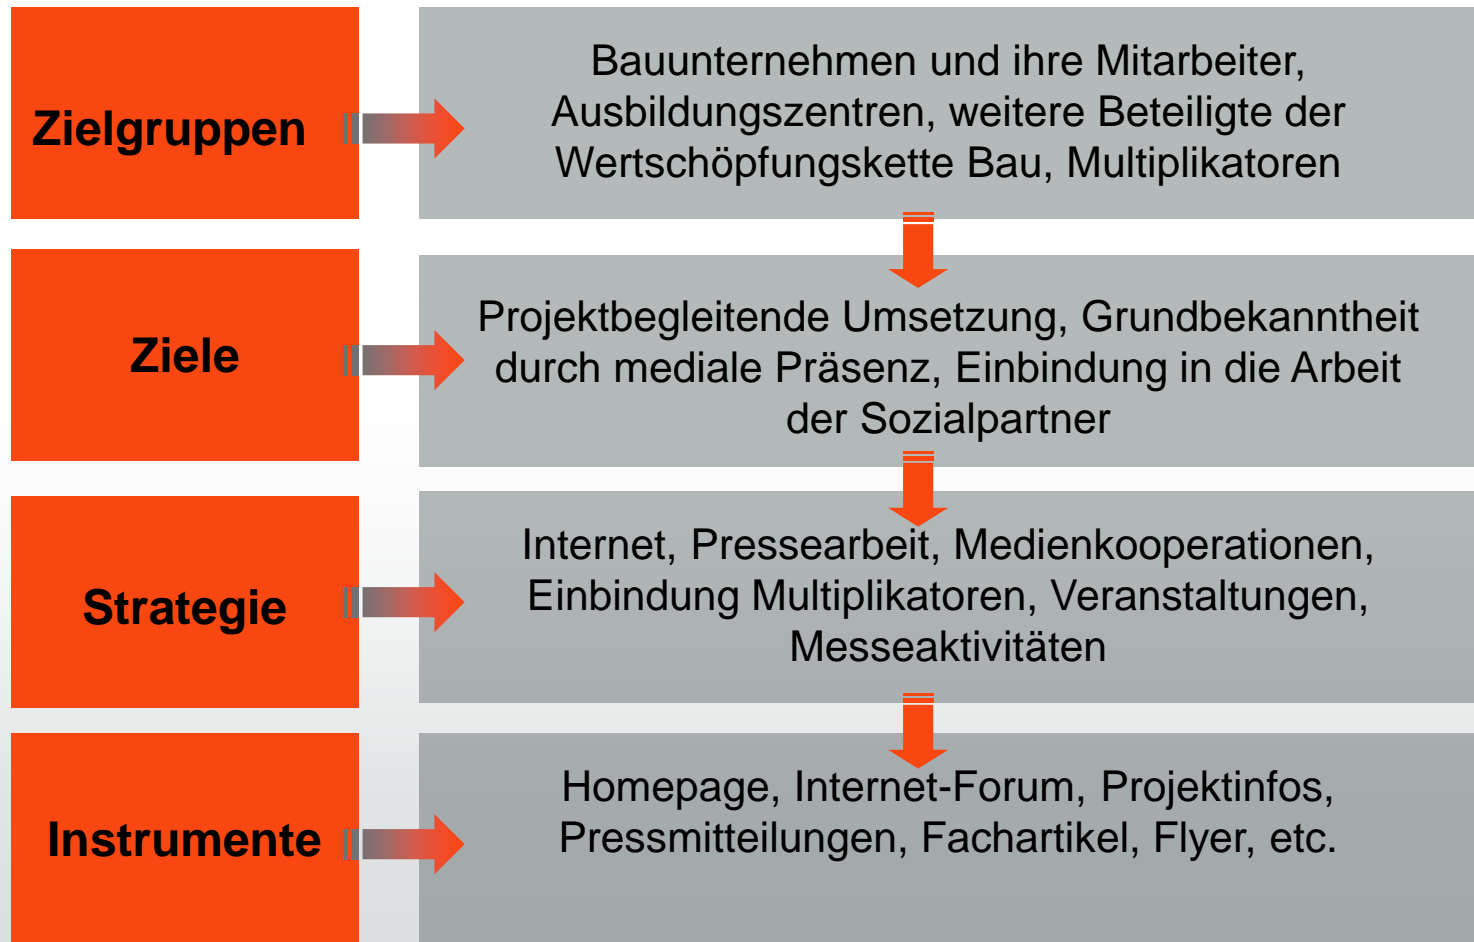 Zielgruppen
Bauunternehmen und ihre Mitarbeiter,
Ausbildungszentren, weitere Beteiligte der
Wertschöpfungskette Bau, Multiplikatoren
Ziele
Projektbegleitende Umsetzung, Grundbekanntheit
durch mediale Präsenz, Einbindung in die Arbeit
der Sozialpartner
Strategie
Internet, Pressearbeit, Medienkooperationen,
Einbindung Multiplikatoren, Veranstaltungen,
Messeaktivitäten
Instrumente
Homepage, Internet-Forum, Projektinfos,
Pressmitteilungen, Fachartikel, Flyer, etc.